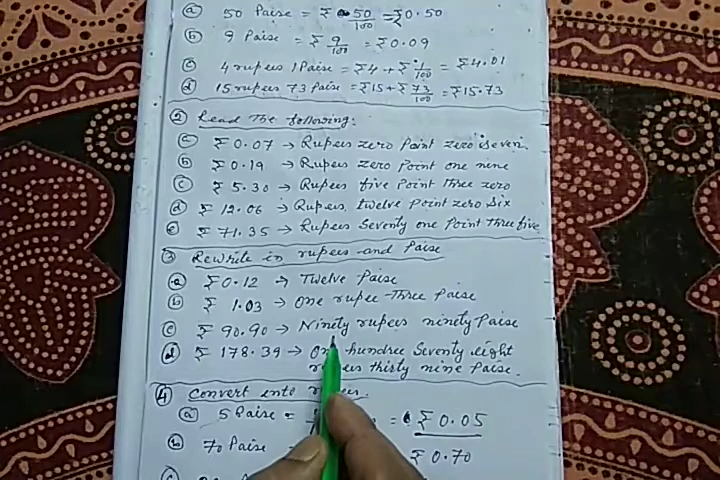 a 50 Paise = ₹ 50/100 = ₹0.50
b 9 Paise = ₹ 9/100 = ₹0.09
c 4 rupees 1 Paise = ₹4 + ₹ 1/100 = ₹4.01
d 15 rupees 73 Paise = ₹15 + ₹ 73/100 = ₹15.73
2 Read The following:
a ₹ 0.07 → Rupees zero Point zero seven.
b ₹ 0.19 → Rupees zero Point one nine
c ₹ 5.30 → Rupees five Point Three zero
d ₹ 12.06 → Rupees twelve Point zero Six
e ₹ 71.35 → Rupees Seventy one Point Three five
3 Rewrite in rupees and Paise
a ₹0.12 → Twelve Paise
b ₹ 1.03 → One rupee Three Paise
c ₹ 90.90 → Ninety rupees ninety Paise
d ₹ 178.39 → hundree Seventy eight
thirty nine Paise.
4 Convert into
a 5 Paise = = ₹ 0.05
b 70 Paise ₹ 0.70